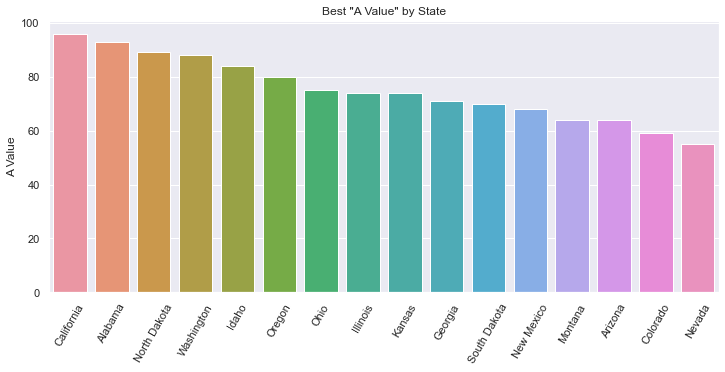 Best "A Value" by State
A Value
100
80
60
40
20
0
California
Alabama
North Dakota
Washington
Idaho
Oregon
Ohio
Illinois
Kansas
Georgia
South Dakota
New Mexico
Montana
Arizona
Colorado
Nevada